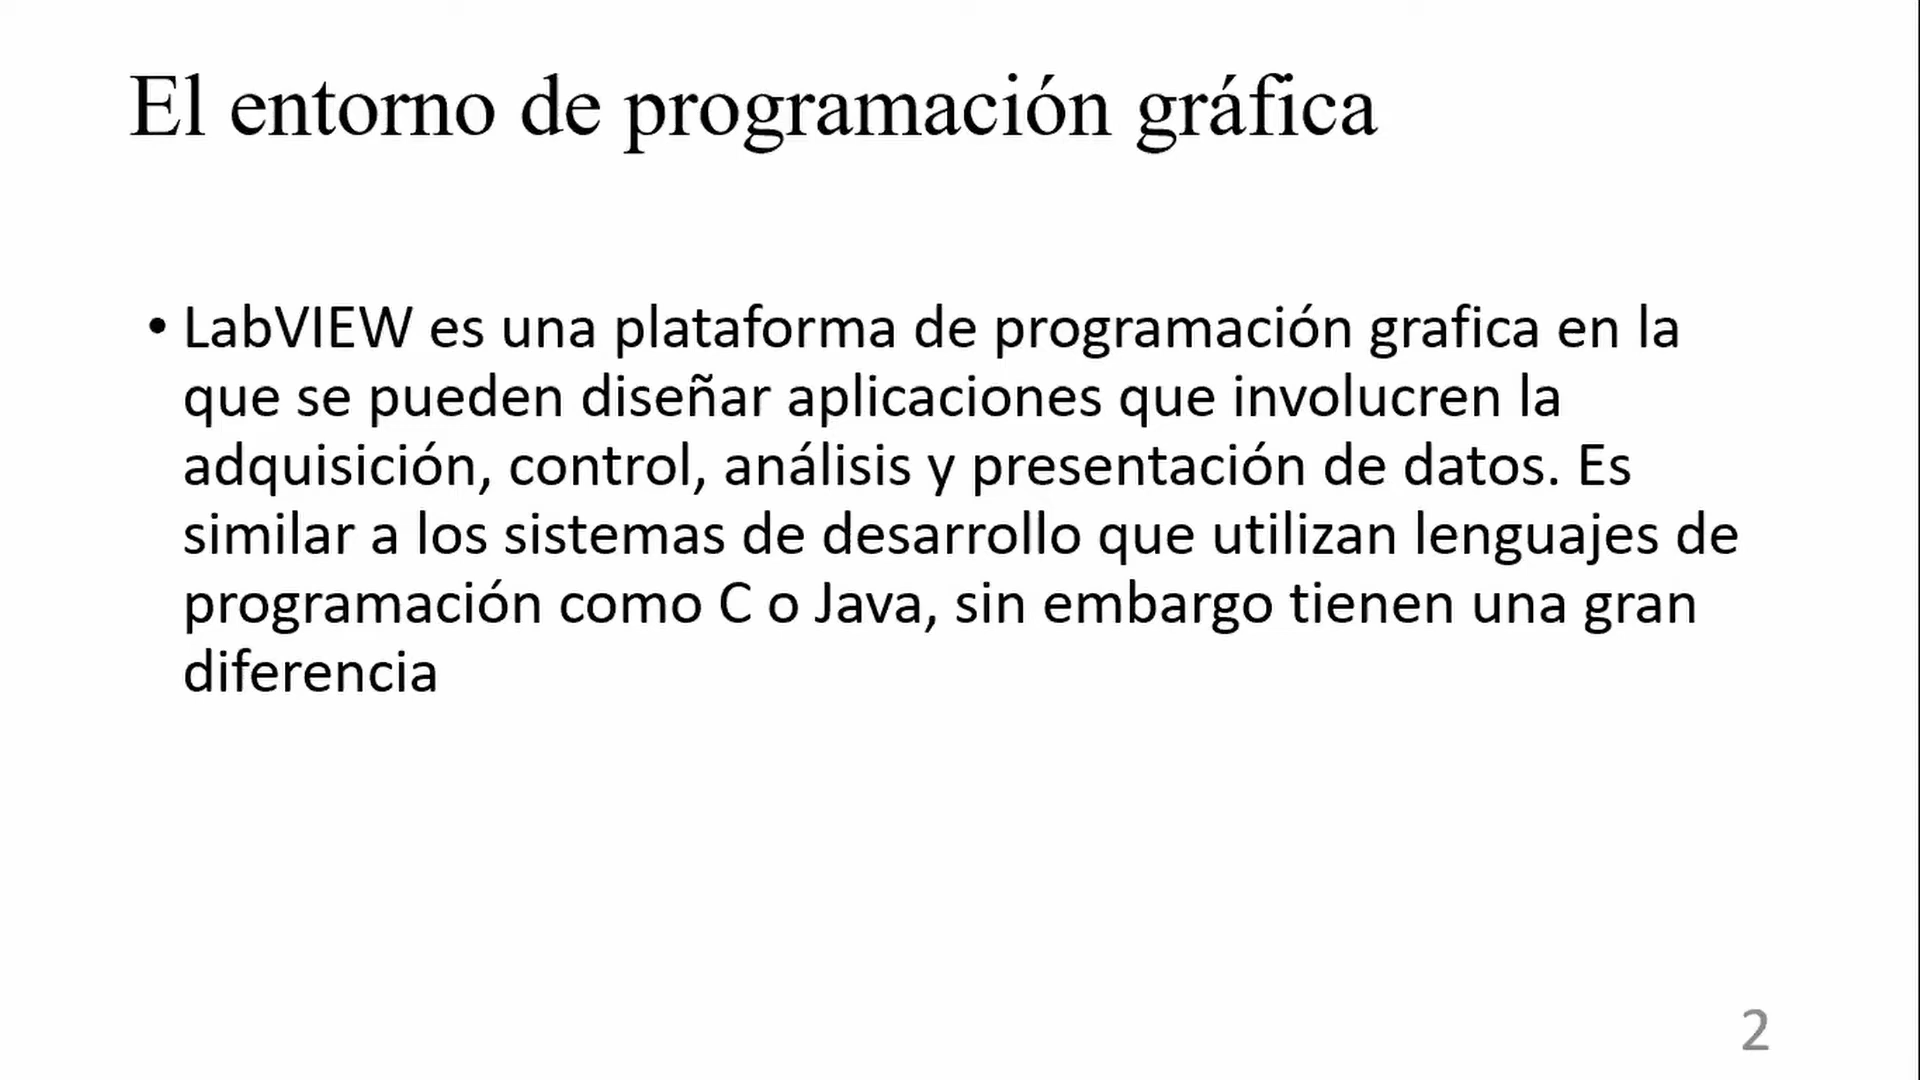 El entorno de programación gráfica
• LabVIEW es una plataforma de programación grafica en la
que se pueden diseñar aplicaciones que involucren la
adquisición, control, análisis y presentación de datos. Es
similar a los sistemas de desarrollo que utilizan lenguajes de
programación como C o Java, sin embargo tienen una gran
diferencia
2